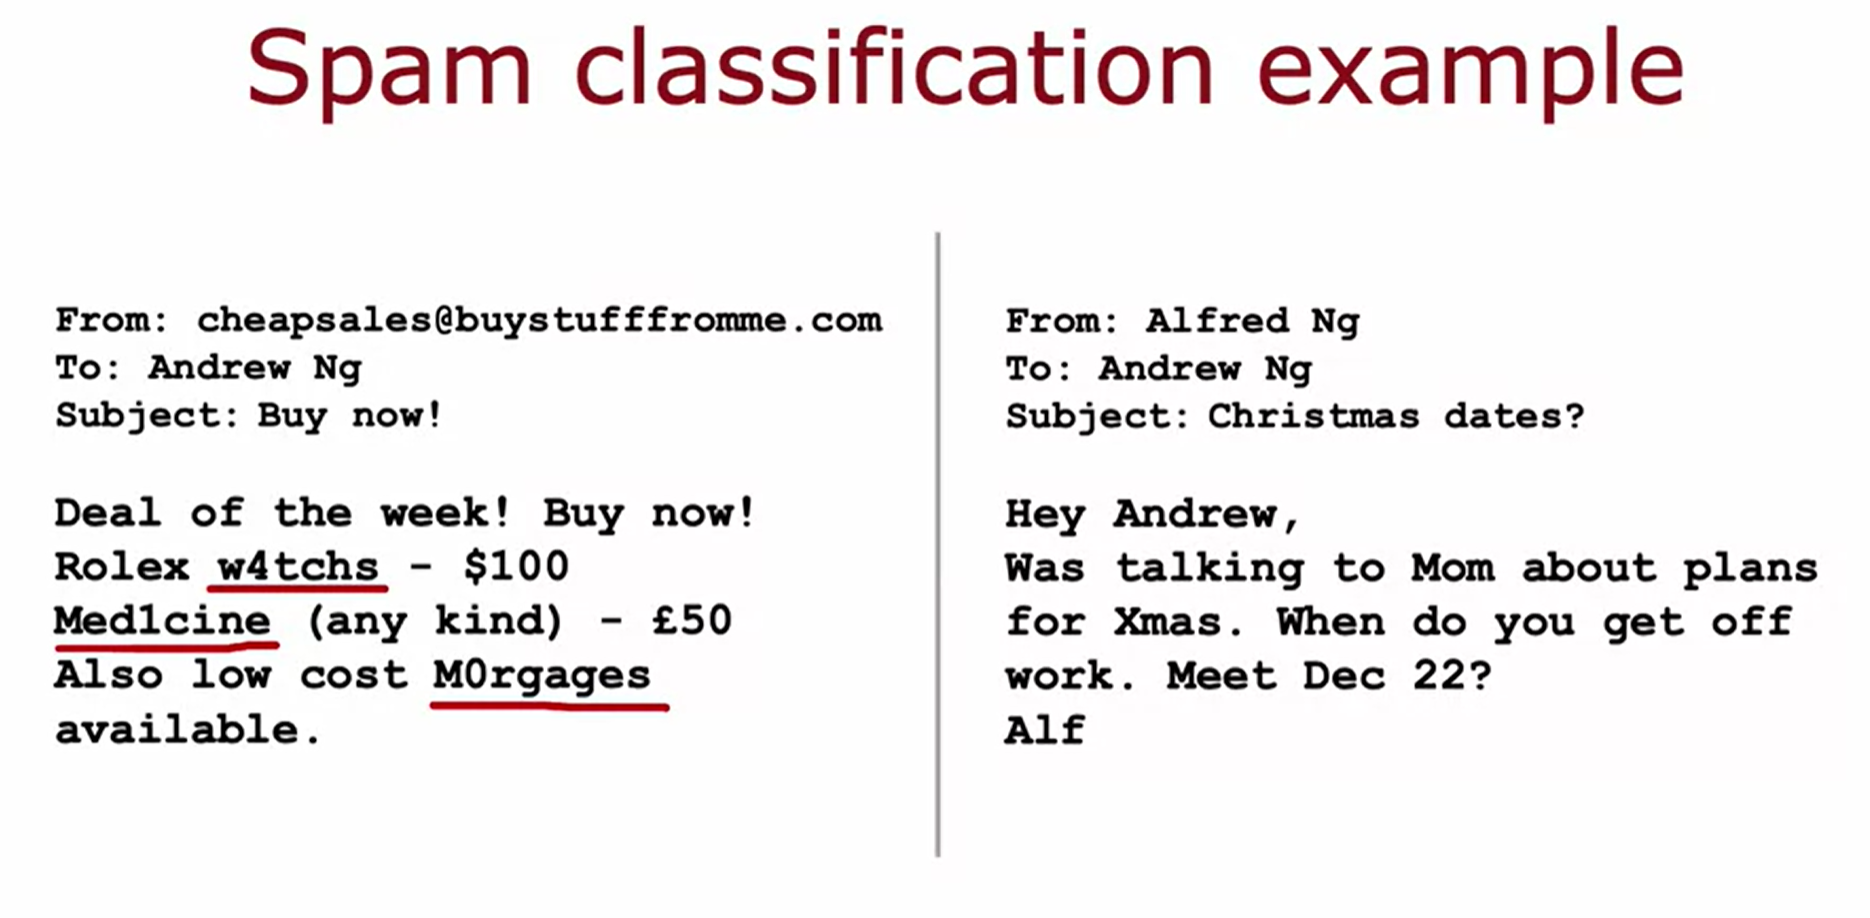 Spam classification example
From: cheapsales@buystufffromme.com
To: Andrew Ng
Subject: Buy now!
Deal of the week! Buy now!
Rolex w4tchs - $100
Med1cine (any kind) - £50
Also low cost M0rgages
available.
From: Alfred Ng
To: Andrew Ng
Subject: Christmas dates?
Hey Andrew,
Was talking to Mom about plans
for Xmas. When do you get off
work. Meet Dec 22?
Alf